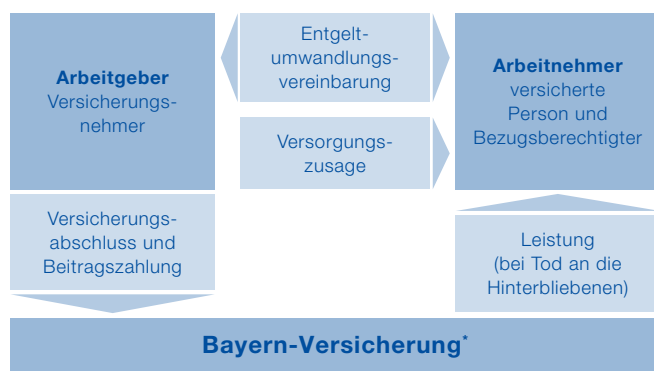 Arbeitgeber
Versicherungs-
nehmer
Entgelt-
umwandlungs-
vereinbarung
Versorgungs-
zusage
Arbeitnehmer
versicherte
Person und
Bezugsberechtigter
Versicherungs-
abschluss und
Beitragszahlung
Leistung
(bei Tod an die
Hinterbliebenen)
Bayern-Versicherung*